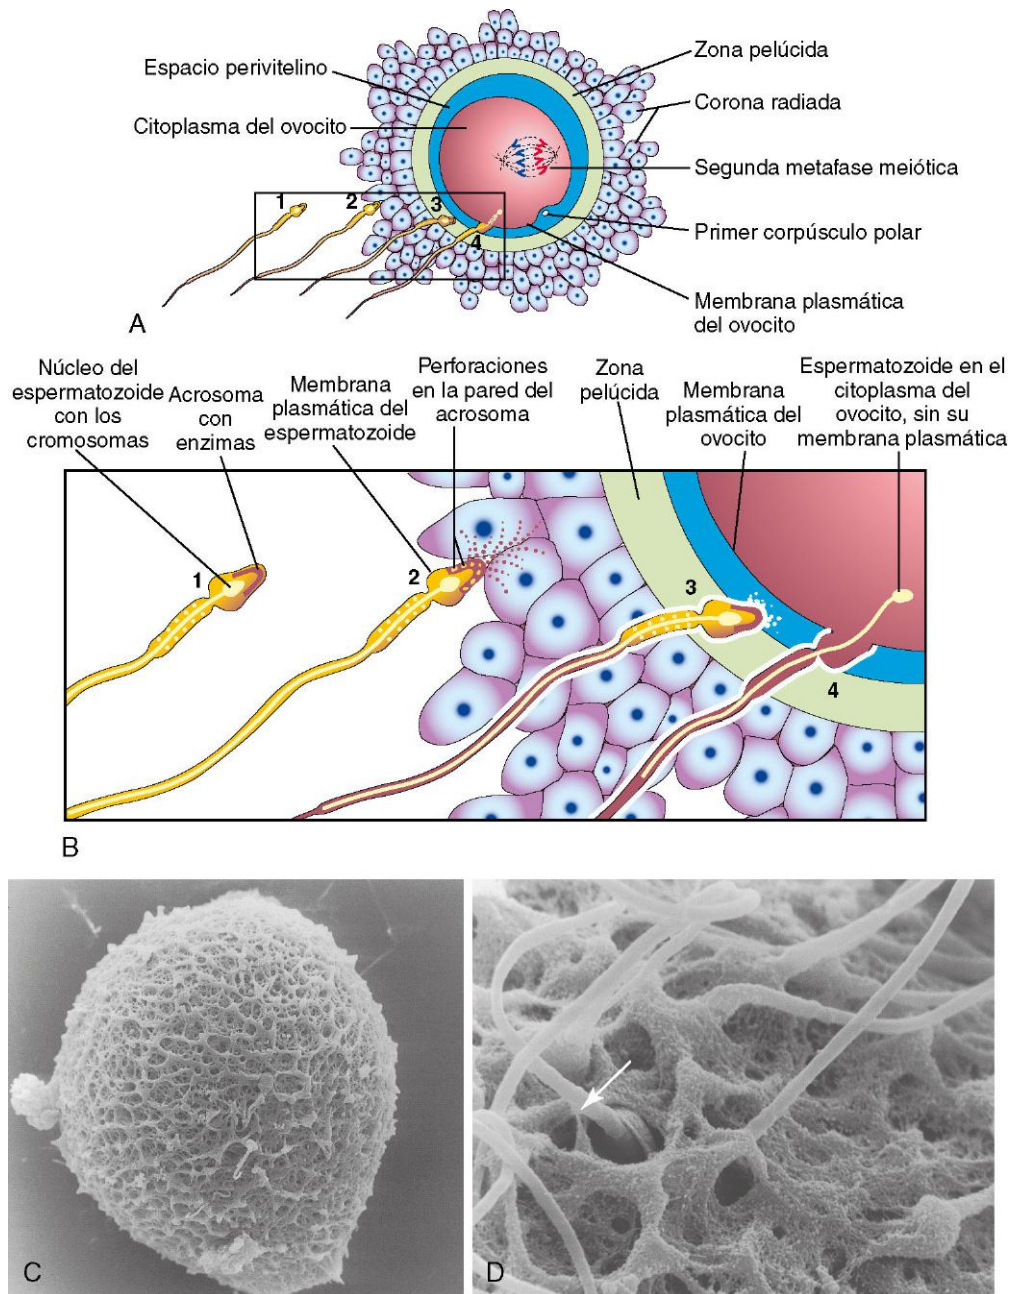 Espacio perivitelino
Citoplasma del ovocito
Zona pelúcida
Corona radiada
Segunda metafase meiótica
Primer corpúsculo polar
Membrana plasmática
del ovocito
1
2
3
4
A
Núcleo del
espermatozoide
con los
cromosomas
Acrosoma
con
enzimas
Membrana
plasmática del
espermatozoide
Perforaciones
en la pared del
acrosoma
Zona
pelúcida
Membrana
plasmática del
ovocito
Espermatozoide en el
citoplasma del
ovocito, sin su
membrana plasmática
1
2
3
4
B
C
D